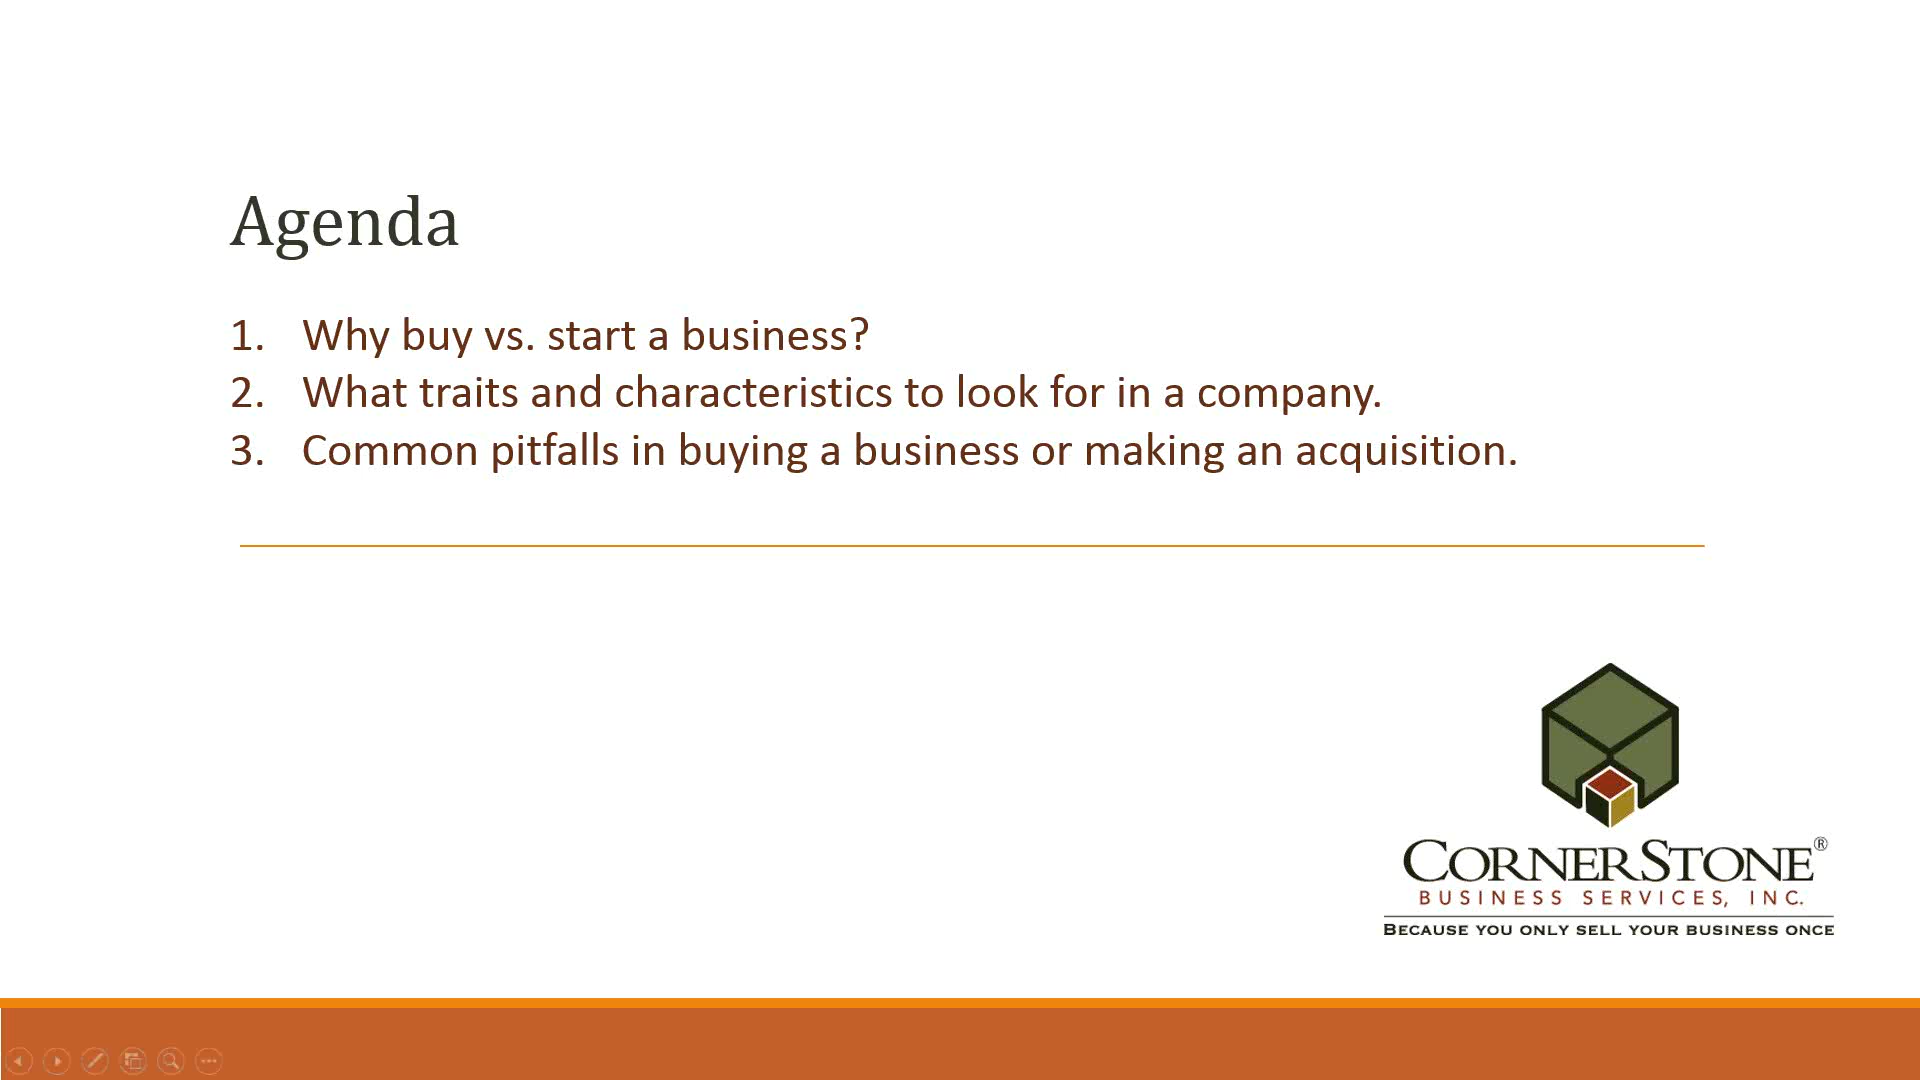 Agenda
1. Why buy vs. start a business?
2. What traits and characteristics to look for in a company.
3. Common pitfalls in buying a business or making an acquisition.
CORNERSTONE®
BUSINESS SERVICES, INC.
BECAUSE YOU ONLY SELL YOUR BUSINESS ONCE